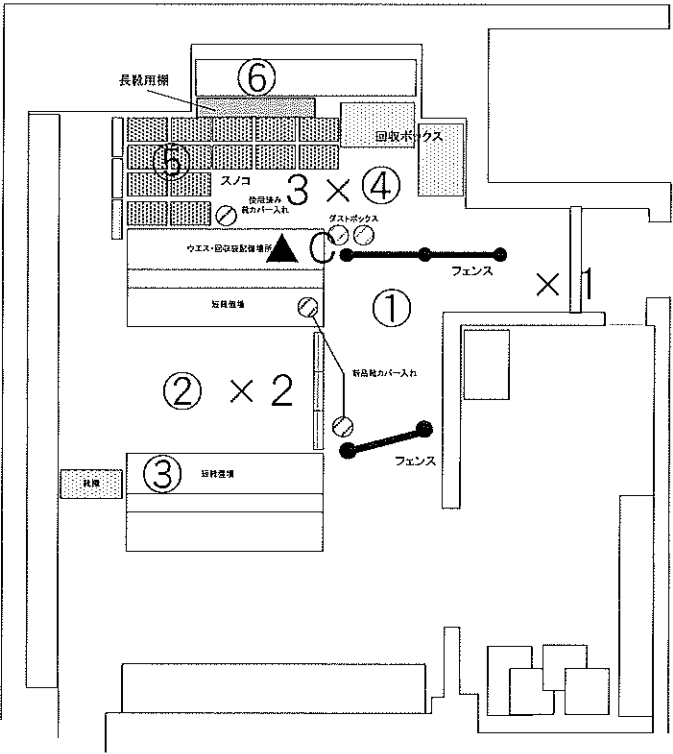 ⑥
長靴用棚
回収ボックス
⑤
スノコ
3 × ④
使用済み
靴カバー入れ
ダストボックス
ウエス・回収袋配備場所
▲ C
フェンス
× 1
短靴置場
①
新品靴カバー入れ
② × 2
フェンス
③
短靴置場
靴棚